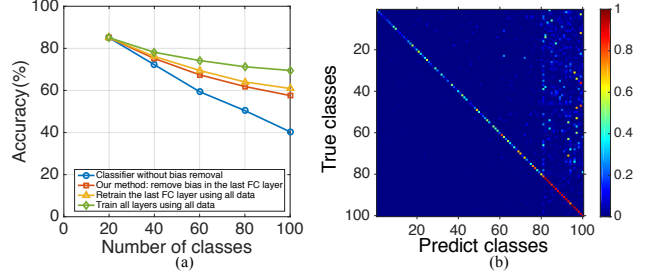 100
80
60
40
20
0
Accuracy(%)
0 20 40 60 80 100
Number of classes
Classifier without bias removal
Our method: remove bias in the last FC layer
Retrain the last FC layer using all data
Train all layers using all data
(a)
20
40
60
80
100
True classes
20 40 60 80 100
Predict classes
1
0.8
0.6
0.4
0.2
0
(b)